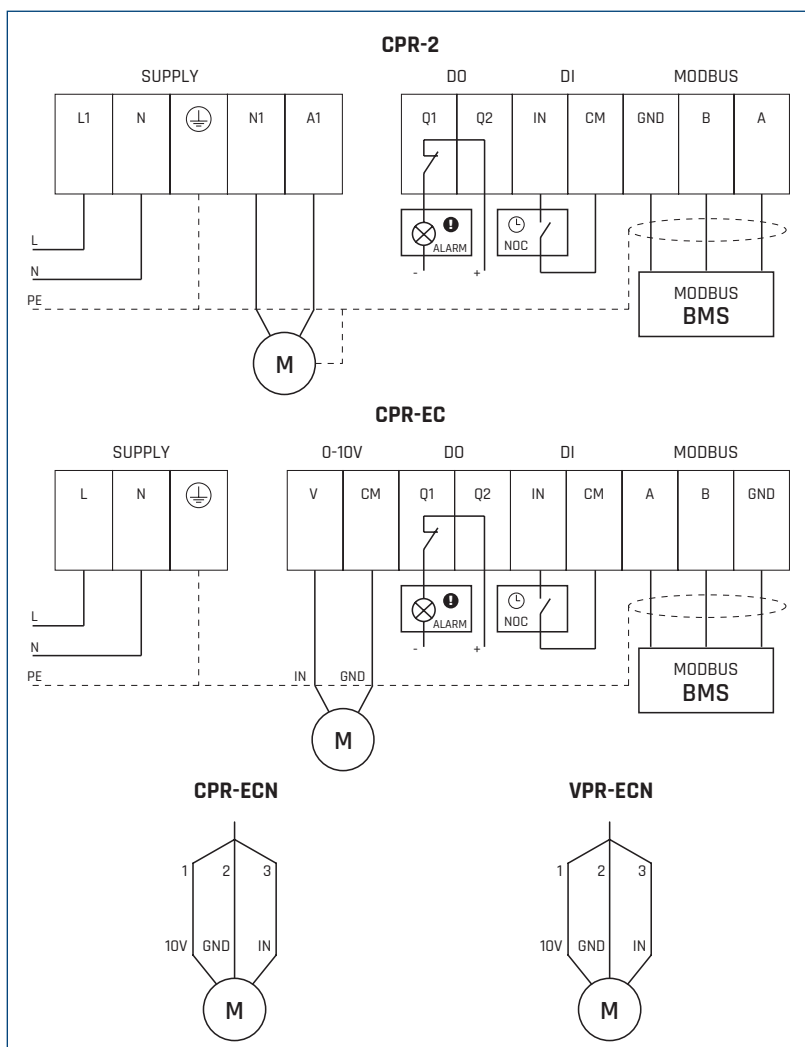 CPR-2
SUPPLY DO DI MODBUS
L1 N N1 A1 Q1 Q2 IN CM GND B A
L
ALARM NOC
N
- +
PE
MODBUS
BMS
M
CPR-EC
SUPPLY 0-10V DO DI MODBUS
L N V CM Q1 Q2 IN CM A B GND
L
ALARM NOC
N
- +
PE IN GND
MODBUS
BMS
M
CPR-ECN VPR-ECN
1 2 3 1 2 3
10V GND IN 10V GND IN
M M